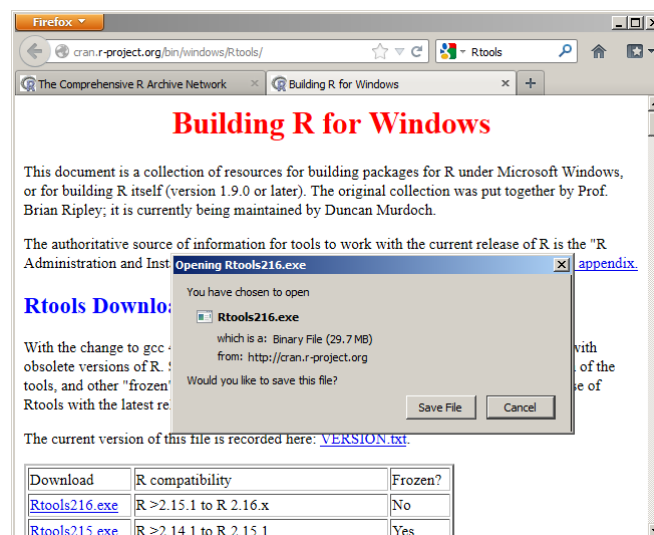 Firefox
cran.r-project.org/bin/windows/Rtools/
Rtools
The Comprehensive R Archive Network
Building R for Windows
Building R for Windows
This document is a collection of resources for building packages for R under Microsoft Windows,
or for building R itself (version 1.9.0 or later). The original collection was put together by Prof.
Brian Ripley; it is currently being maintained by Duncan Murdoch.
The authoritative source of information for tools to work with the current release of R is the "R
Administration and Inst
appendix.
Opening Rtools216.exe
You have chosen to open
Rtools216.exe
which is a: Binary File (29.7 MB)
from: http://cran.r-project.org
Would you like to save this file?
Save File
Cancel
Rtools Downlo
With the change to gcc
with
obsolete versions of R.
of the
tools, and other "frozen"
se of
Rtools with the latest rel
The current version of this file is recorded here: VERSION.txt.
Download R compatibility Frozen?
Rtools216.exe R >2.15.1 to R 2.16.x No
Rtools215.exe R >2.14.1 to R 2.15.1 Yes